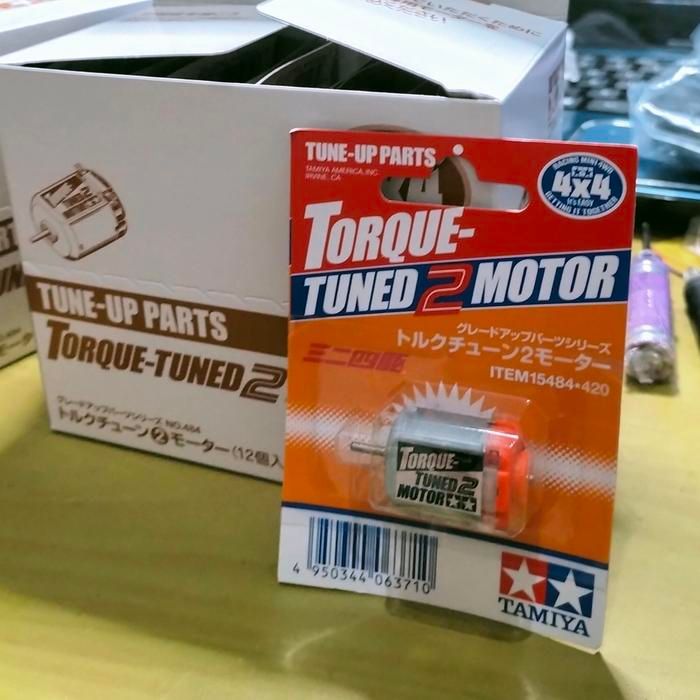 TUNE-UP PARTS
TORQUE-TUNED 2
グレードアップパーツシリーズ NO.484
トルクチューン2モーター(12個入
TUNE-UP PARTS
TAMIYA AMERICA, INC.
IRVINE, CA.
RACING MINI 4WD
4x4
IT'S EASY
GETTING IT TOGETHER
TORQUE-
TUNED 2 MOTOR
グレードアップパーツシリーズ
トルクチューン2モーター
ミニ四駆
ITEM 15484•420
TORQUE-
TUNED 2
MOTOR
4 950344 063710
TAMIYA